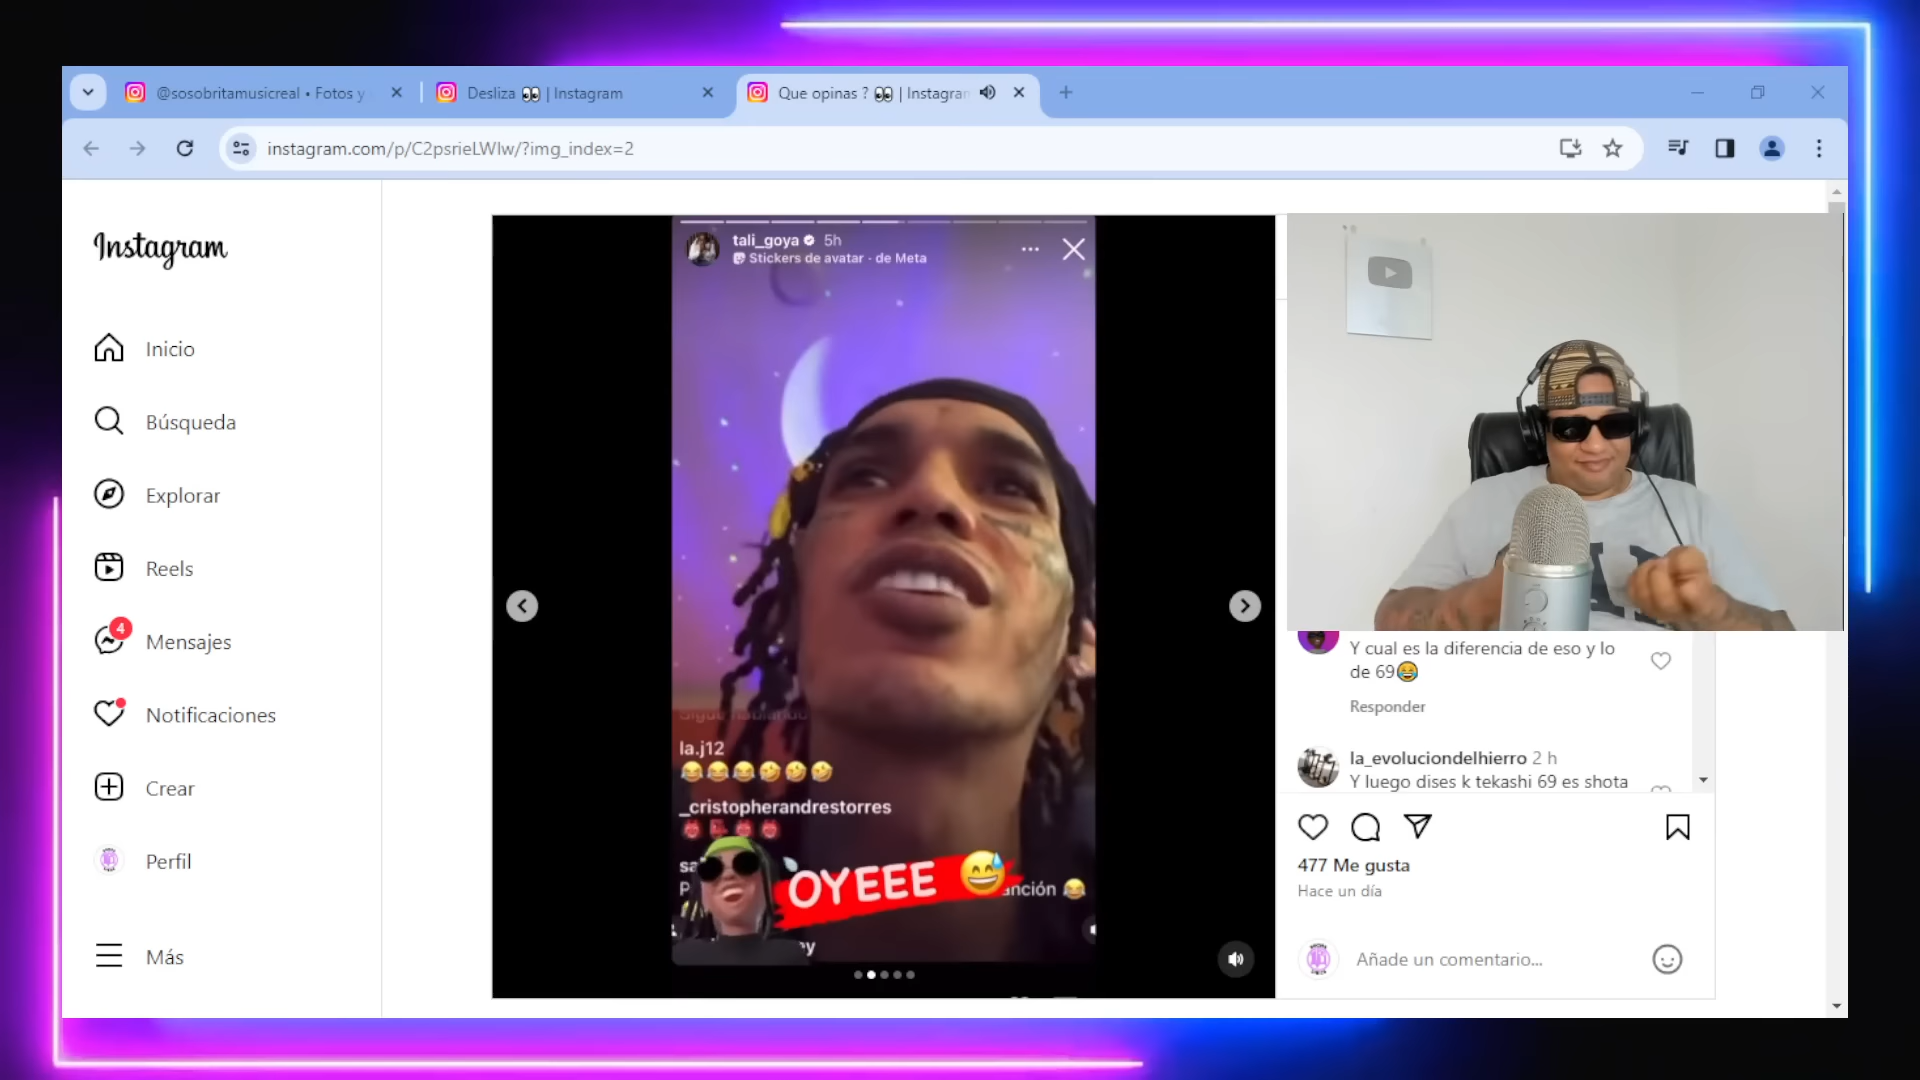 @sosobritamusicreal • Fotos y
Desliza 👀 | Instagram
Que opinas ? 👀 | Instagram
instagram.com/p/C2psrieLWlw/?img_index=2
Instagram
Inicio
Búsqueda
Explorar
Reels
4
Mensajes
Notificaciones
Crear
Perfil
Más
tali_goya 5h
Stickers de avatar · de Meta
la.j12
😂😂😂🤣🤣🤣
_cristopherandrestorres
OYEEE 😅
nción 😂
Y cual es la diferencia de eso y lo
de 69😂
Responder
la_evoluciondelhierro 2 h
Y luego dises k tekashi 69 es shota
477 Me gusta
Hace un día
Añade un comentario...